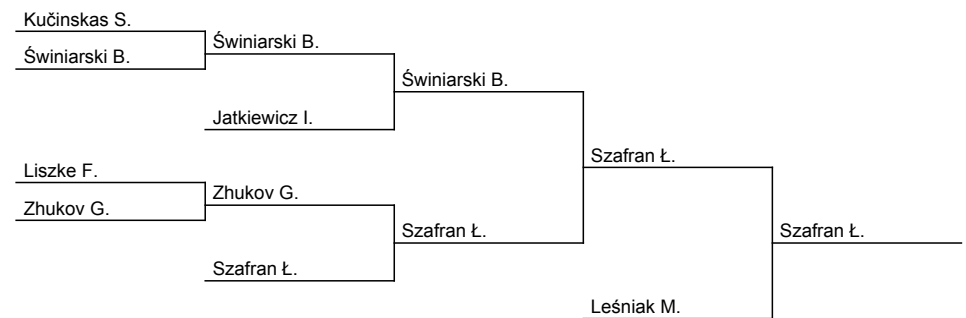 Kučinskas S.
Świniarski B.
Świniarski B.
Świniarski B.
Jatkiewicz I.
Szafran Ł.
Liszke F.
Zhukov G.
Zhukov G.
Szafran Ł.
Szafran Ł.
Szafran Ł.
Leśniak M.